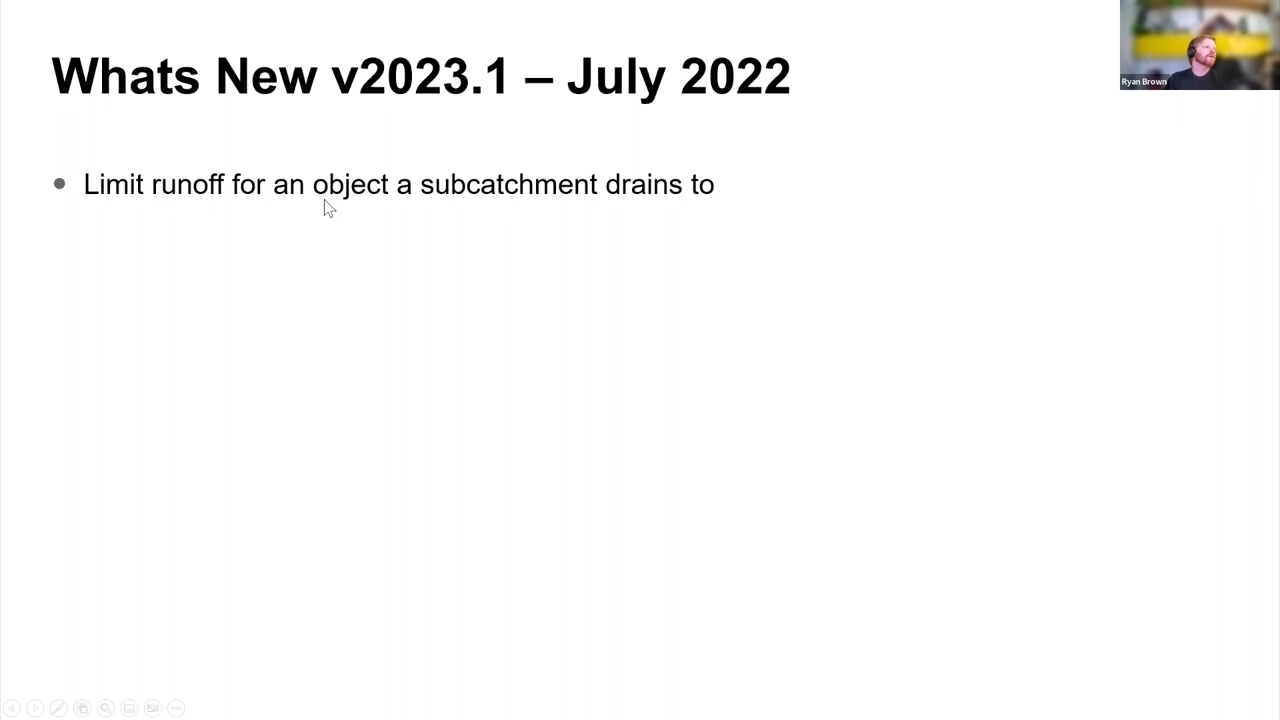 Whats New v2023.1 – July 2022
Ryan Brown
Limit runoff for an object a subcatchment drains to